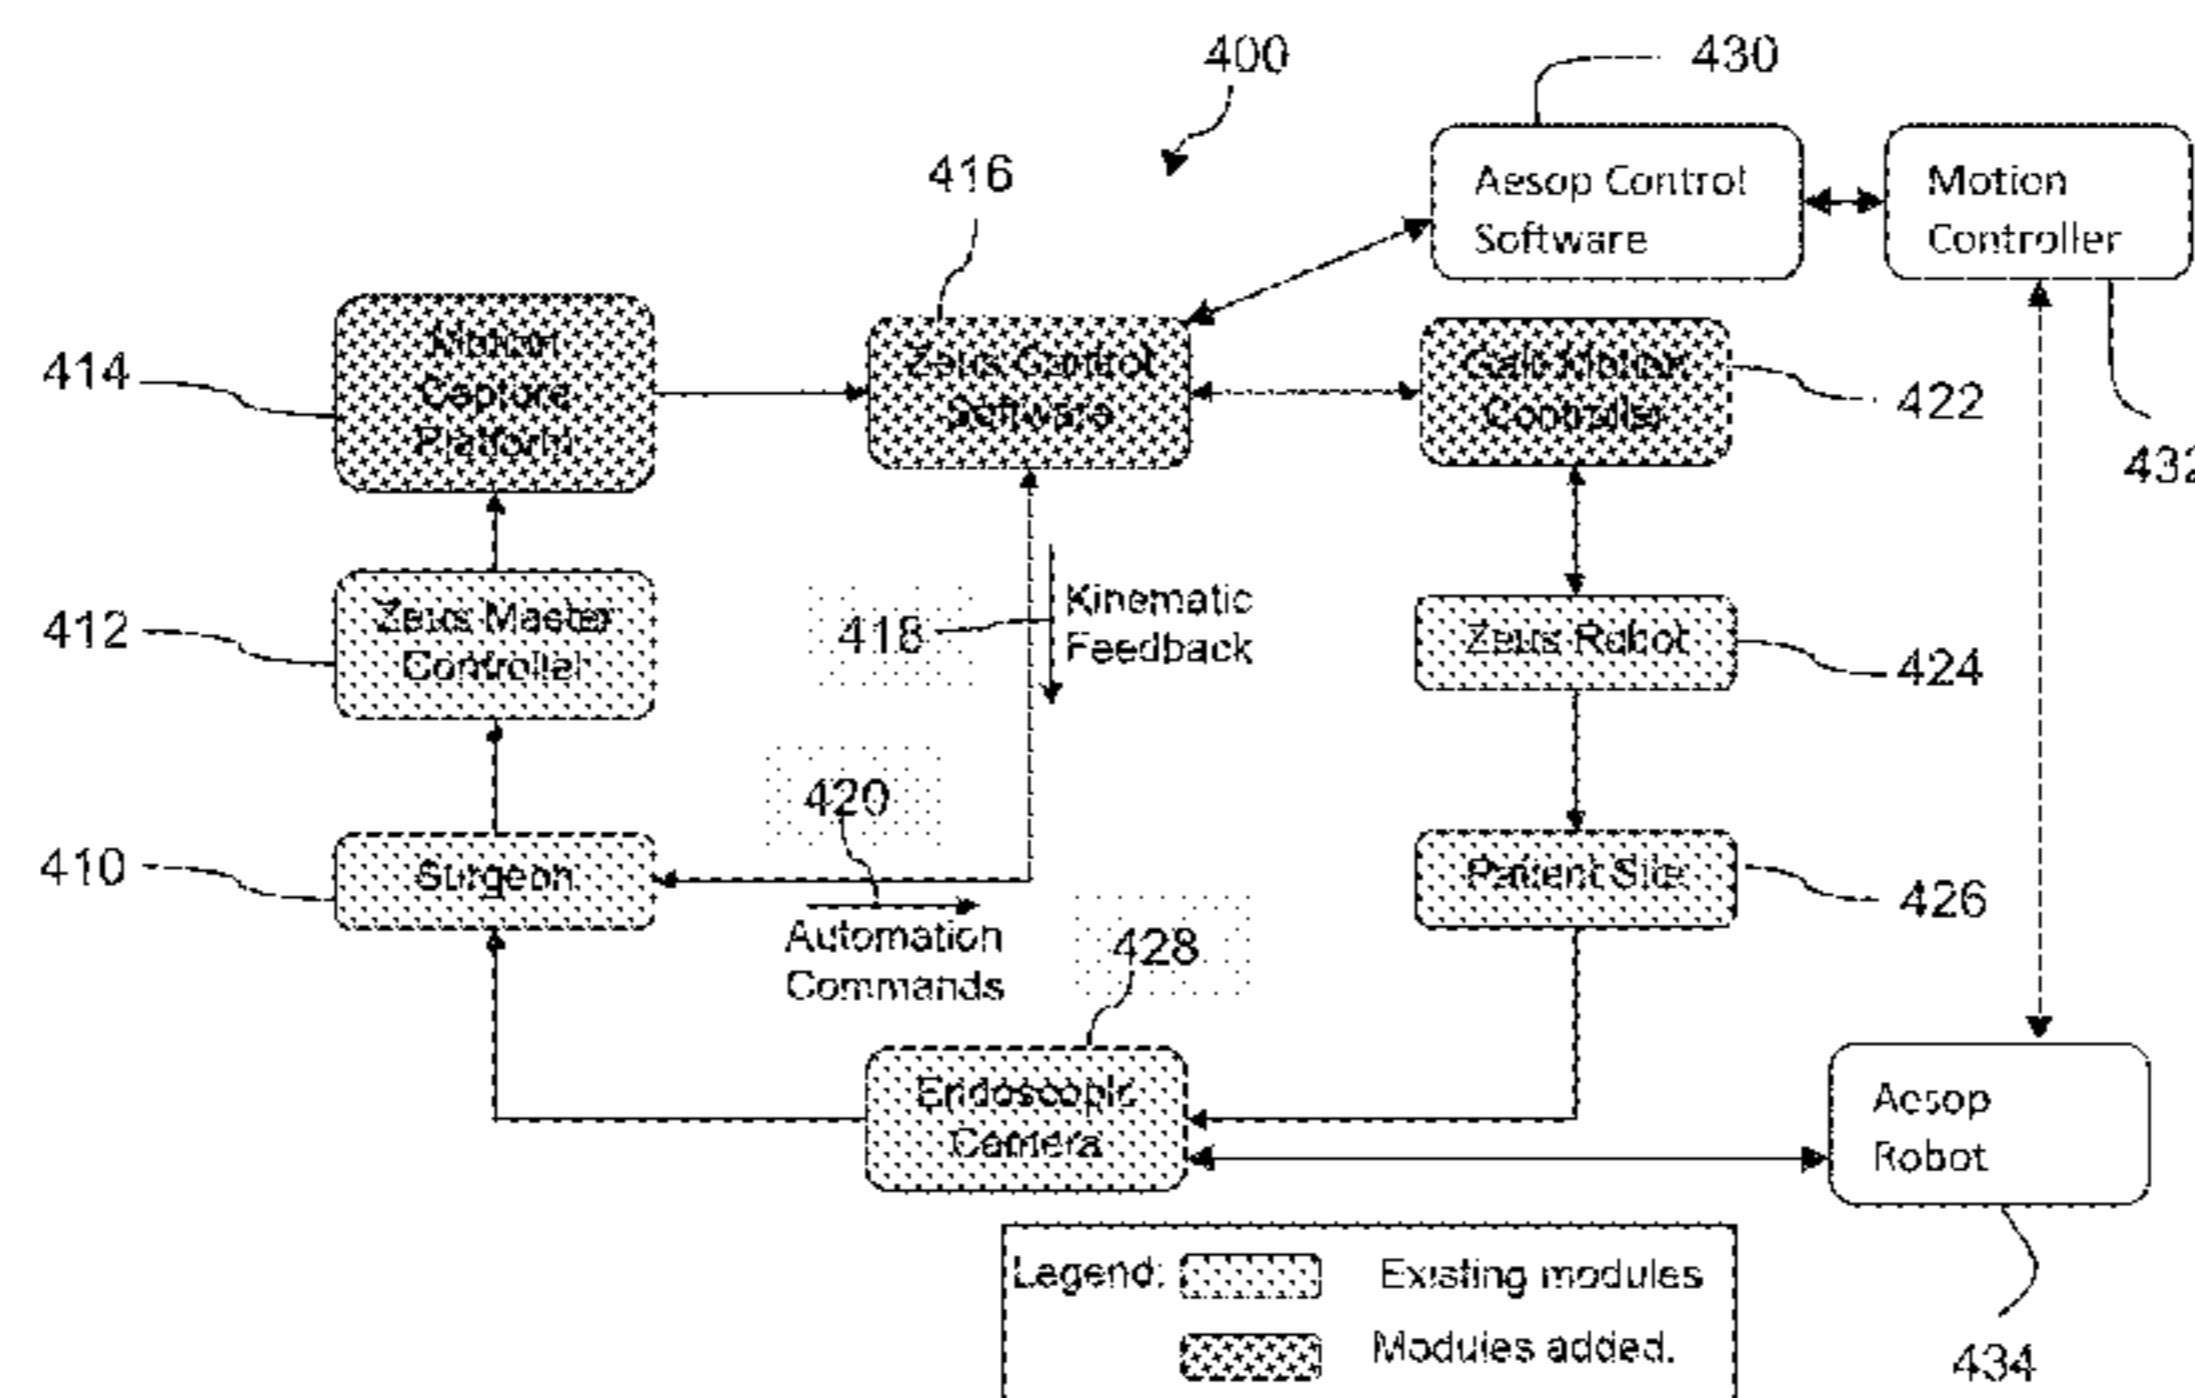 400
430
416
Aesop Control
Software
Motion
Controller
414
Motion
Capture
Platform
Zeus Control
Software
Motion
Controller
422
432
412
Zeus Master
Controller
418
Kinematic
Feedback
Zeus Robot
424
420
410
Surgeon
Automation
Commands
Patient Site
426
428
Endoscopic
Camera
Aesop
Robot
Legend:
Existing modules
Modules added.
434